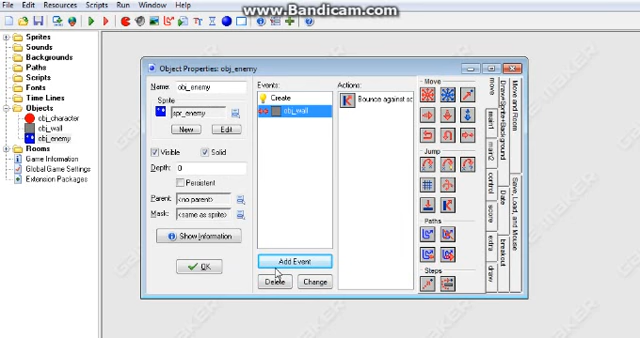 www.Bandicam.com
File Edit Resources Scripts Run Window Help
Sprites
Sounds
Backgrounds
Paths
Scripts
Fonts
Time Lines
Objects
obj_character
obj_wall
obj_enemy
Rooms
Game Information
Global Game Settings
Extension Packages
Object Properties: obj_enemy
Name: obj_enemy
Sprite
spr_enemy
New Edit
Visible Solid
Depth: 0
Persistent
Parent: <no parent>
Mask: <same as sprite>
Show Information
OK
Events:
Create
obj_wall
Add Event
Delete Change
Actions:
Bounce against so
Move
Jump
Paths
Steps
move
main1
main2
control
score
extra
draw
Draw-Sprite+Background
Date
breakout
Move and Room
Save, Load, and Mouse